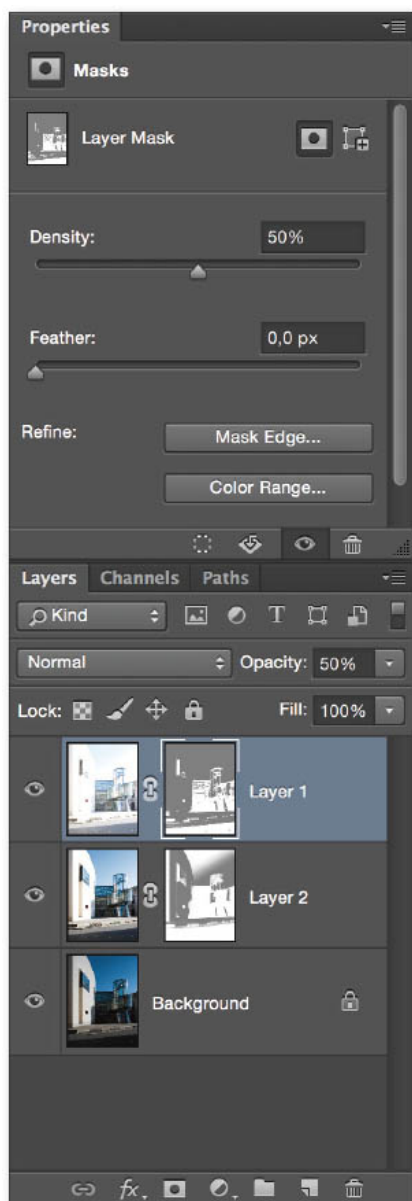 Properties
Masks
Layer Mask
Density: 50%
Feather: 0,0 px
Refine: Mask Edge...
Color Range...
Layers Channels Paths
Kind T
Normal Opacity: 50%
Lock: Fill: 100%
Layer 1
Layer 2
Background
fx